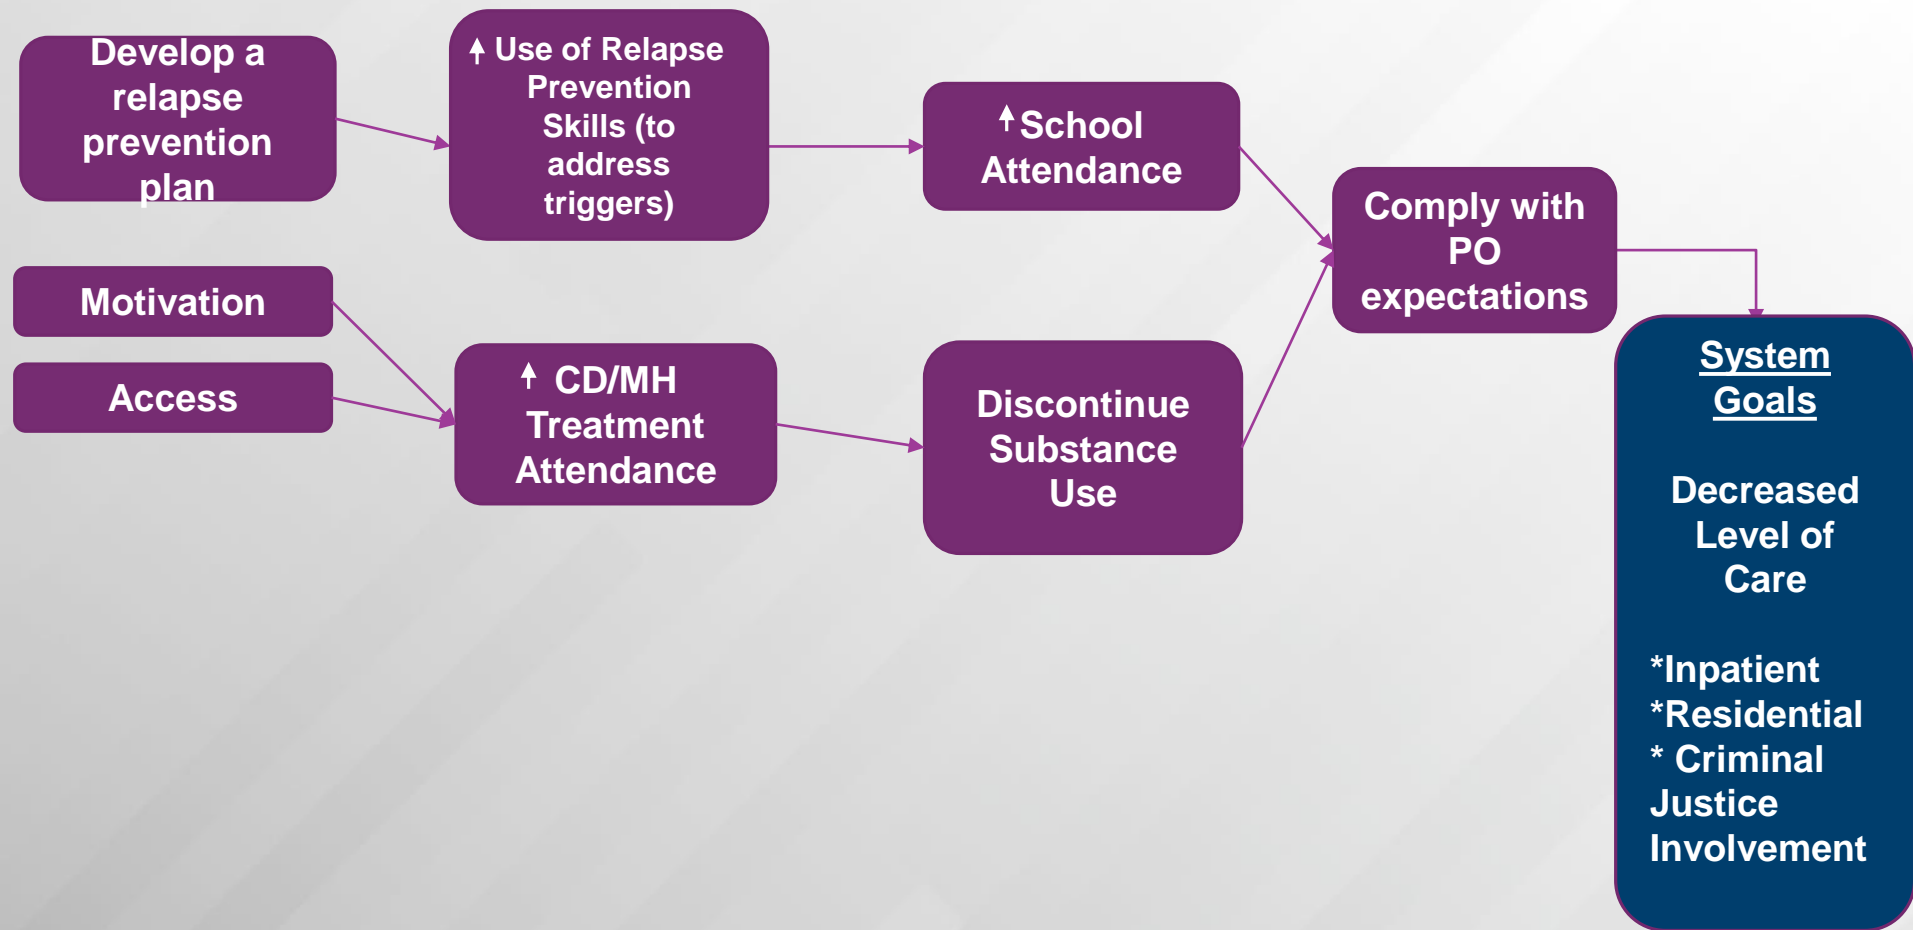 Develop a
relapse
prevention
plan
Use of Relapse
Prevention
Skills (to
address
triggers)
School
Attendance
Comply with
PO
expectations
Motivation
Access
CD/MH
Treatment
Attendance
Discontinue
Substance
Use
System
Goals
Decreased
Level of
Care
*Inpatient
*Residential
* Criminal
Justice
Involvement